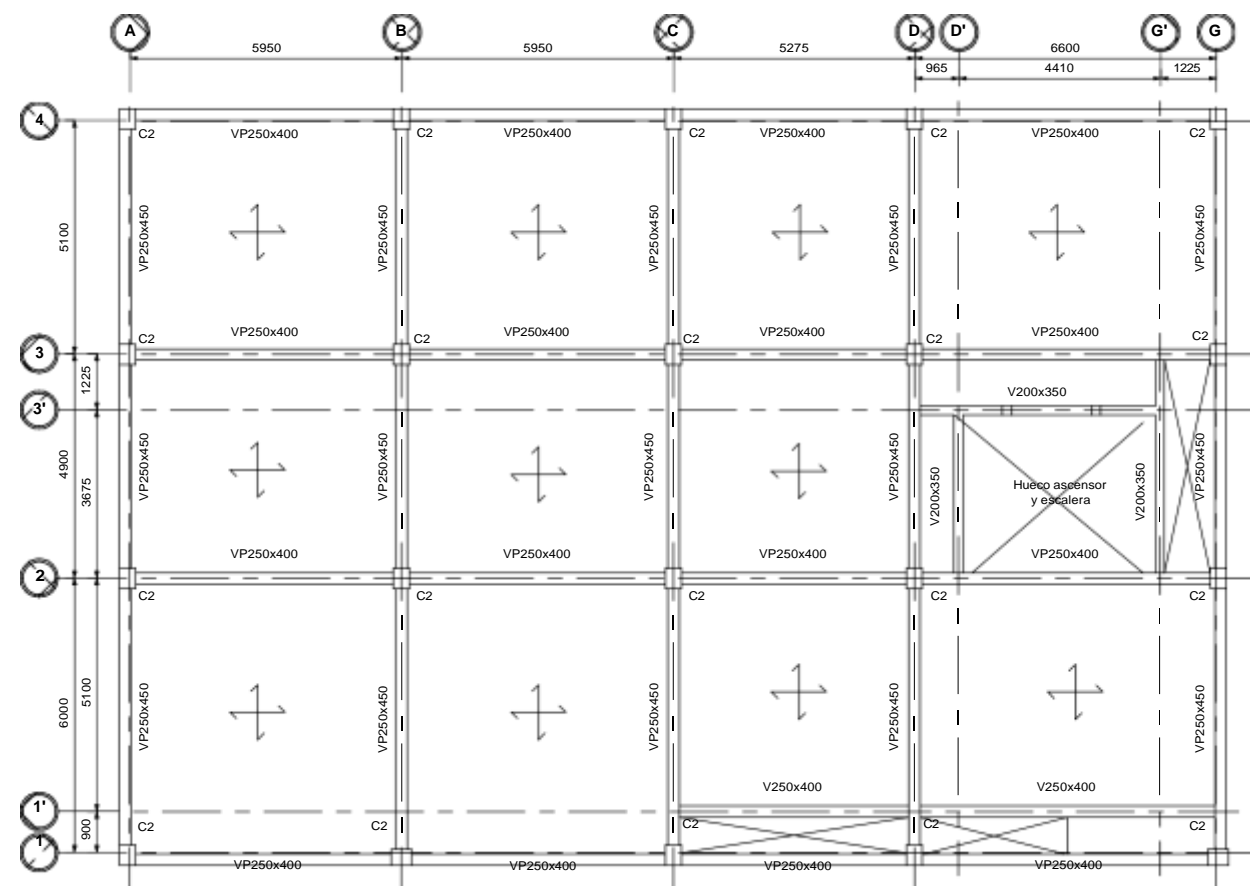 A B C D D' G' G
5950 5950 5275 6600
965 4410 1225
4
C2 C2 C2 C2 C2
VP250x400 VP250x400 VP250x400 VP250x400
5100
VP250x450 VP250x450 VP250x450 VP250x450 VP250x450
VP250x400 VP250x400 VP250x400 VP250x400
C2 C2 C2 C2 C2
3
1225
V200x350
3'
4900
3675
VP250x450 VP250x450 VP250x450 VP250x450 V200x350 V200x350 VP250x450
Hueco ascensor
y escalera
VP250x400 VP250x400 VP250x400 VP250x400
2
C2 C2 C2 C2 C2
6000
5100
VP250x450 VP250x450 VP250x450 VP250x450 VP250x450
V250x400 V250x400
1'
900
C2 C2 C2 C2 C2
1
VP250x400 VP250x400 VP250x400 VP250x400